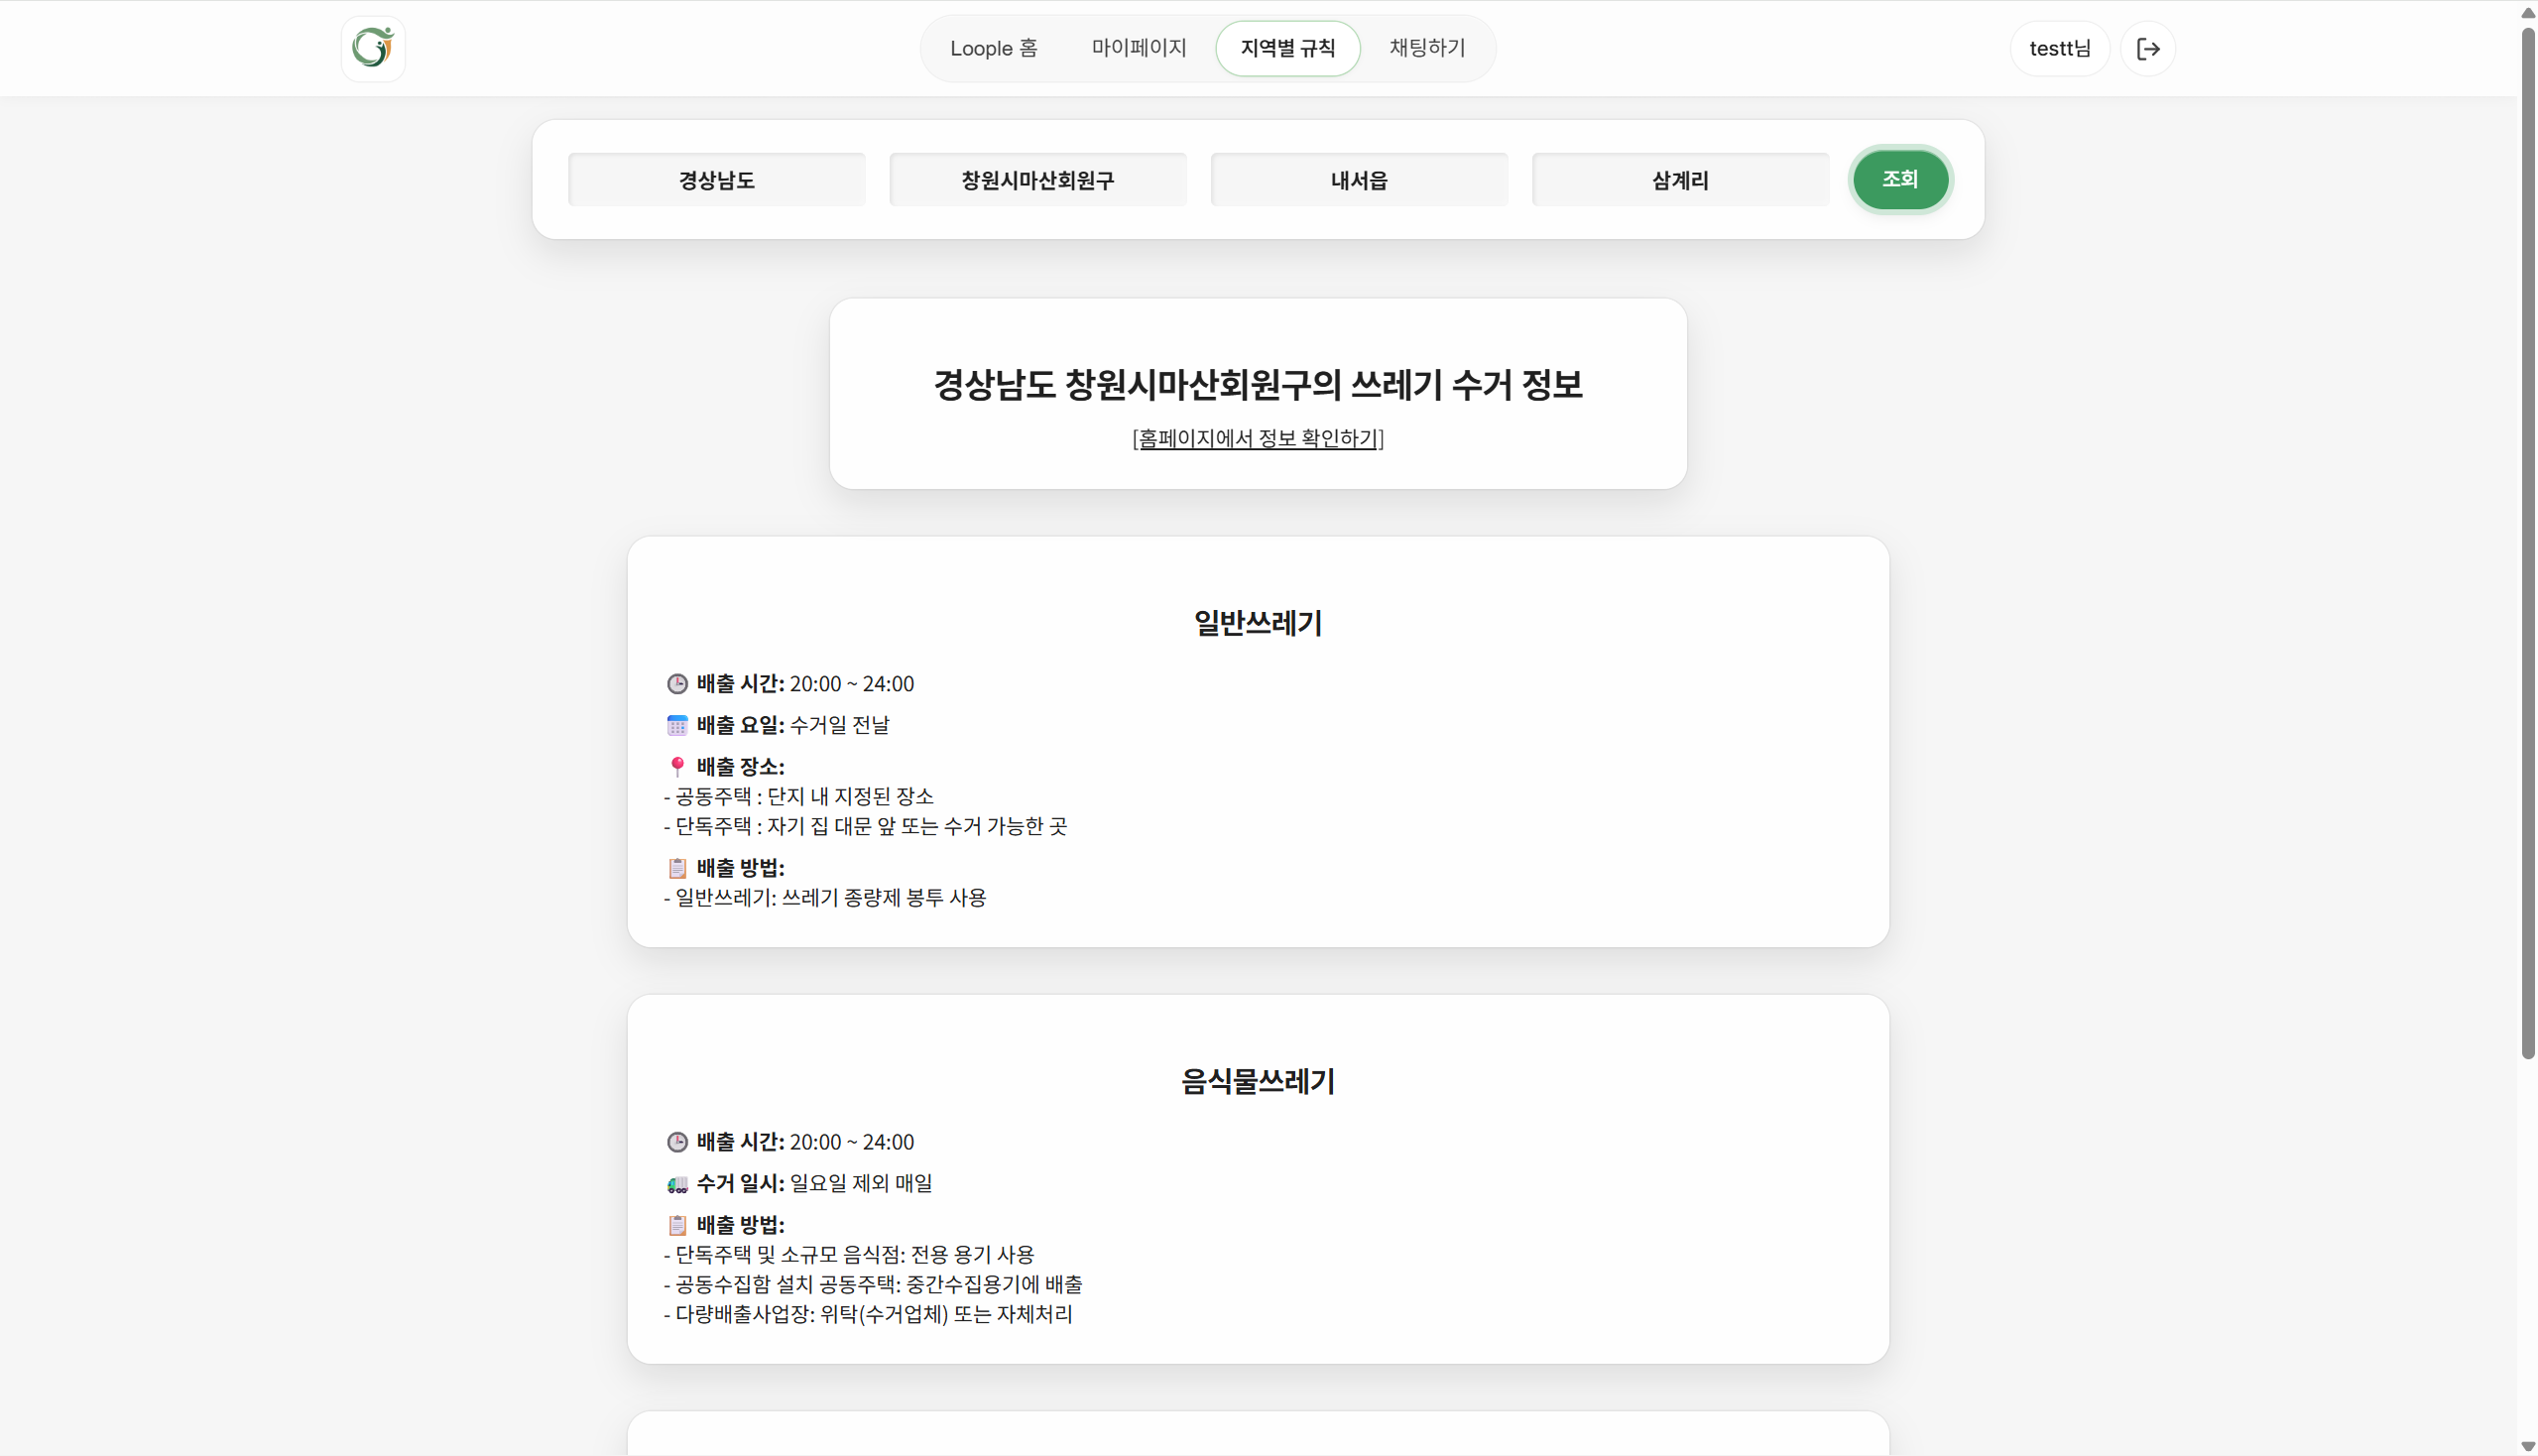 Loople 홈
마이페이지
지역별 규칙
채팅하기
testt님
경상남도
창원시마산회원구
내서읍
삼계리
조회
경상남도 창원시마산회원구의 쓰레기 수거 정보
[홈페이지에서 정보 확인하기]
일반쓰레기
배출 시간: 20:00 ~ 24:00
배출 요일: 수거일 전날
배출 장소:
- 공동주택 : 단지 내 지정된 장소
- 단독주택 : 자기 집 대문 앞 또는 수거 가능한 곳
배출 방법:
- 일반쓰레기: 쓰레기 종량제 봉투 사용
음식물쓰레기
배출 시간: 20:00 ~ 24:00
수거 일시: 일요일 제외 매일
배출 방법:
- 단독주택 및 소규모 음식점: 전용 용기 사용
- 공동수집함 설치 공동주택: 중간수집용기에 배출
- 다량배출사업장: 위탁(수거업체) 또는 자체처리